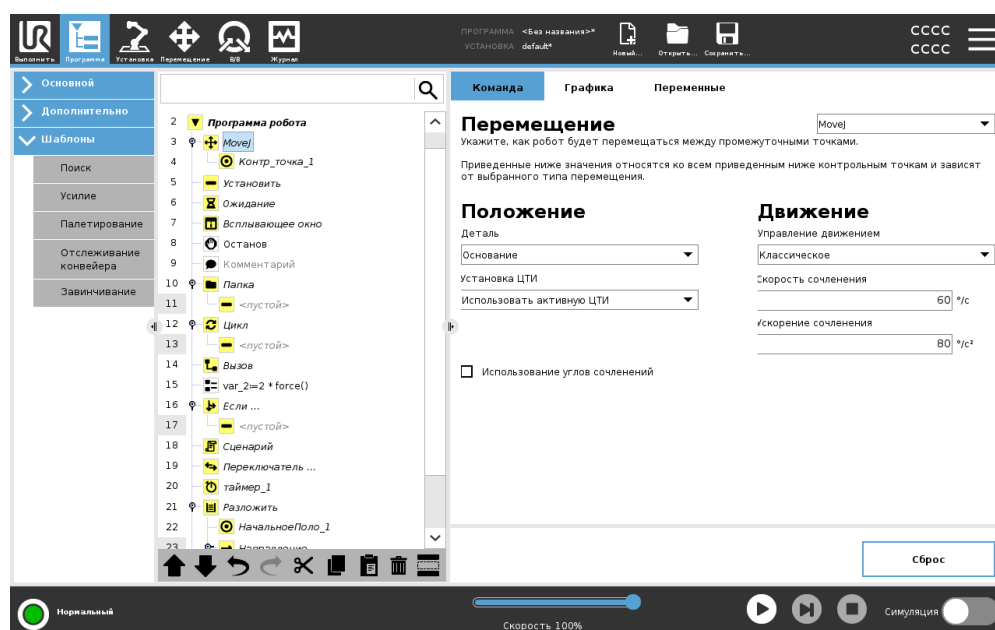 UR
Выполнить
Программа
Установка
Перемещение
В/В
Журнал
ПРОГРАММА <Без названия>*
УСТАНОВКА default*
Новый...
Открыть...
Сохранить...
CCCC
CCCC
Основной
Дополнительно
Шаблоны
Поиск
Усилие
Палетирование
Отслеживание
конвейера
Завинчивание
2 Программа робота
3 MoveJ
4 Контр_точка_1
5 Установить
6 Ожидание
7 Всплывающее окно
8 Останов
9 Комментарий
10 Папка
11 <пустой>
12 Цикл
13 <пустой>
14 Вызов
15 var_2≔2 * force()
16 Если ...
17 <пустой>
18 Сценарий
19 Переключатель ...
20 таймер_1
21 Разложить
22 НачальноеПоло_1
23 Направление
Команда
Графика
Переменные
Перемещение
MoveJ
Укажите, как робот будет перемещаться между промежуточными точками.
Приведенные ниже значения относятся ко всем приведенным ниже контрольным точкам и зависят
от выбранного типа перемещения.
Положение
Деталь
Основание
Установка ЦТИ
Использовать активную ЦТИ
Использование углов сочленений
Движение
Управление движением
Классическое
Скорость сочленения
60 °/с
Ускорение сочленения
80 °/с²
Сброс
Нормальный
Скорость 100%
Симуляция